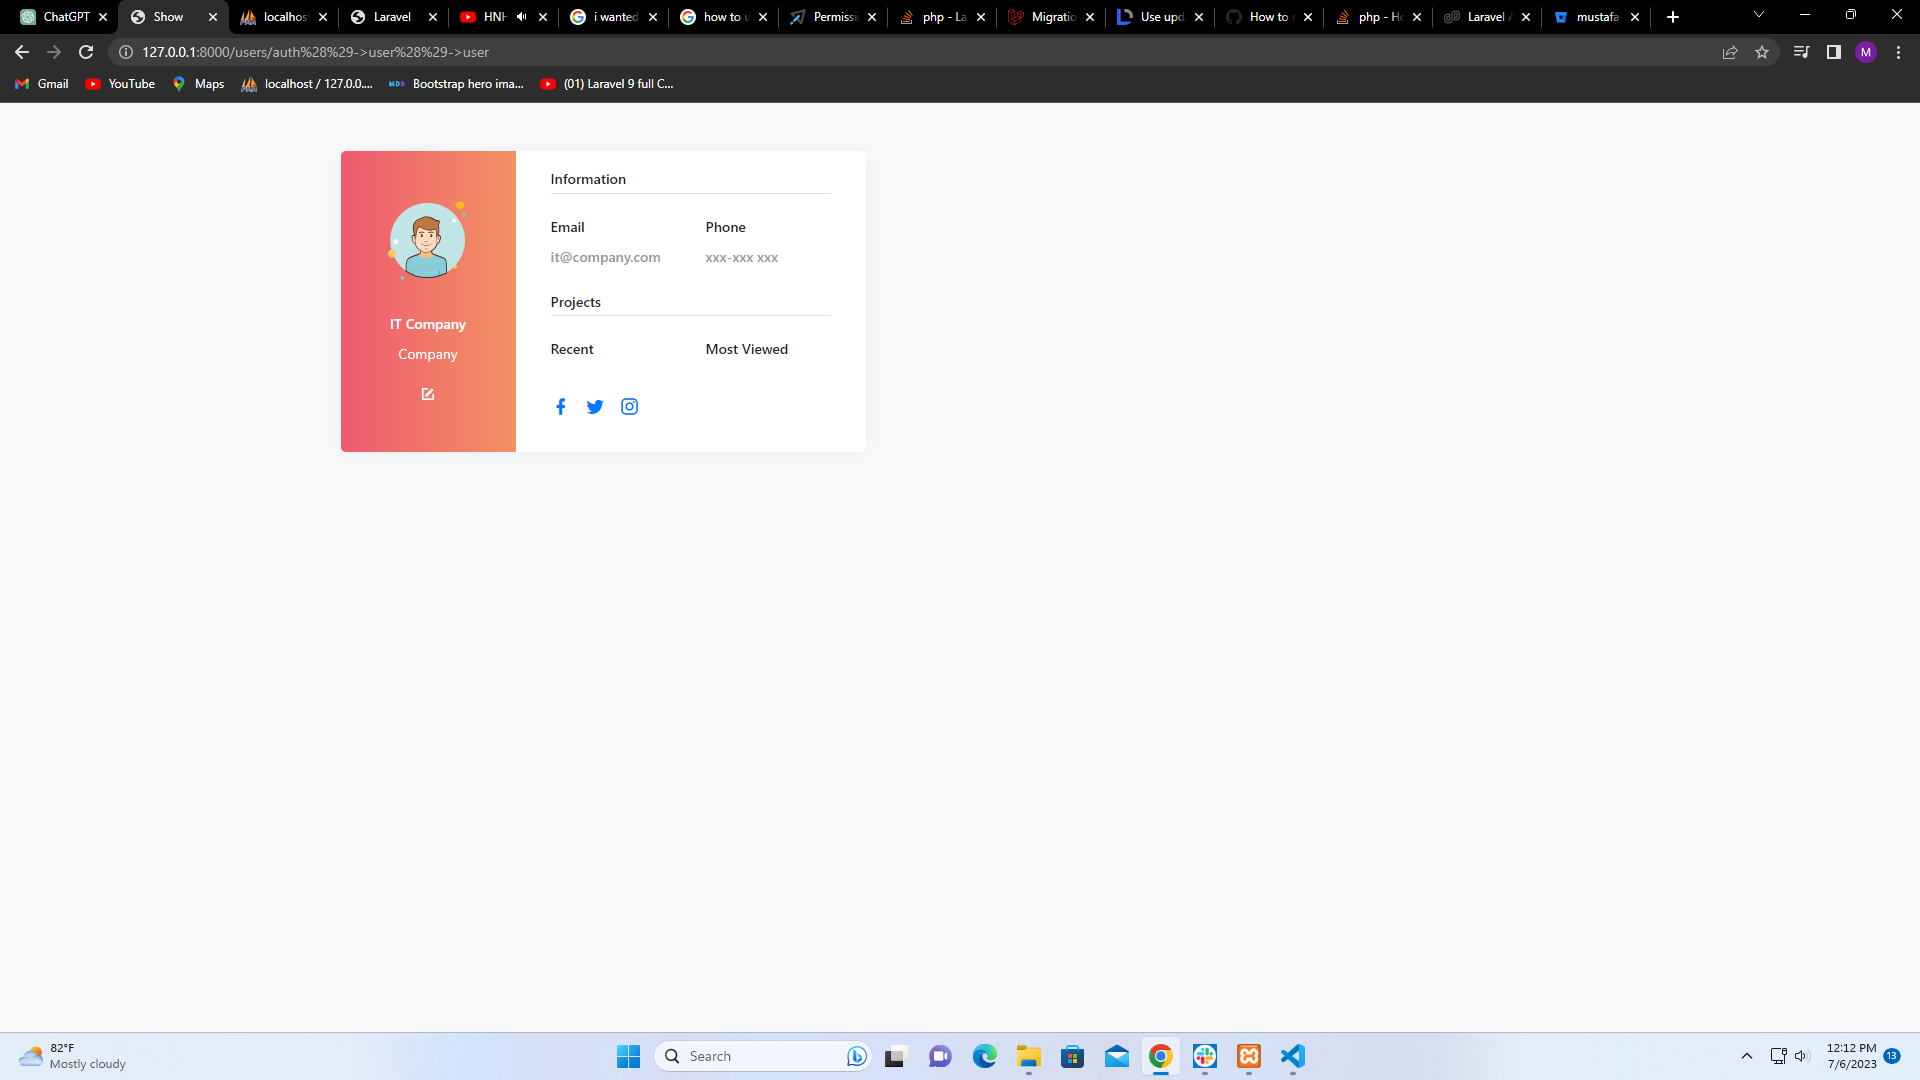 ChatGPT
Show
localhost
Laravel
HNH
i wanted
how to u
Permissi
php - La
Migratio
Use upd
How to r
php - Ho
Laravel A
mustafa
127.0.0.1:8000/users/auth%28%29->user%28%29->user
M
Gmail
YouTube
Maps
localhost / 127.0.0....
MDB
Bootstrap hero ima...
(01) Laravel 9 full C...
Information
Email
Phone
it@company.com
xxx-xxx xxx
Projects
Recent
Most Viewed
IT Company
Company
82°F
Mostly cloudy
Search
12:12 PM
7/6/2023
13